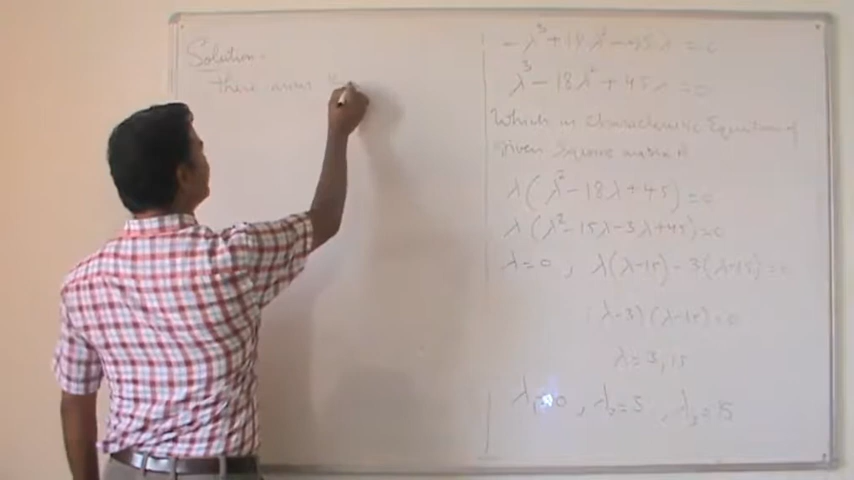 Solution:
there
-λ³+18λ²-45λ=0
λ³-18λ²+45λ=0
Which is characteristic Equation of
given Square matrix
λ(λ²-18λ+45)=0
λ(λ²-15λ-3λ+45)=0
λ=0, λ(λ-15)-3(λ-15)=0
(λ-3)(λ-15)=0
λ=3,15
λ₁=0, λ₂=3, λ₃=15